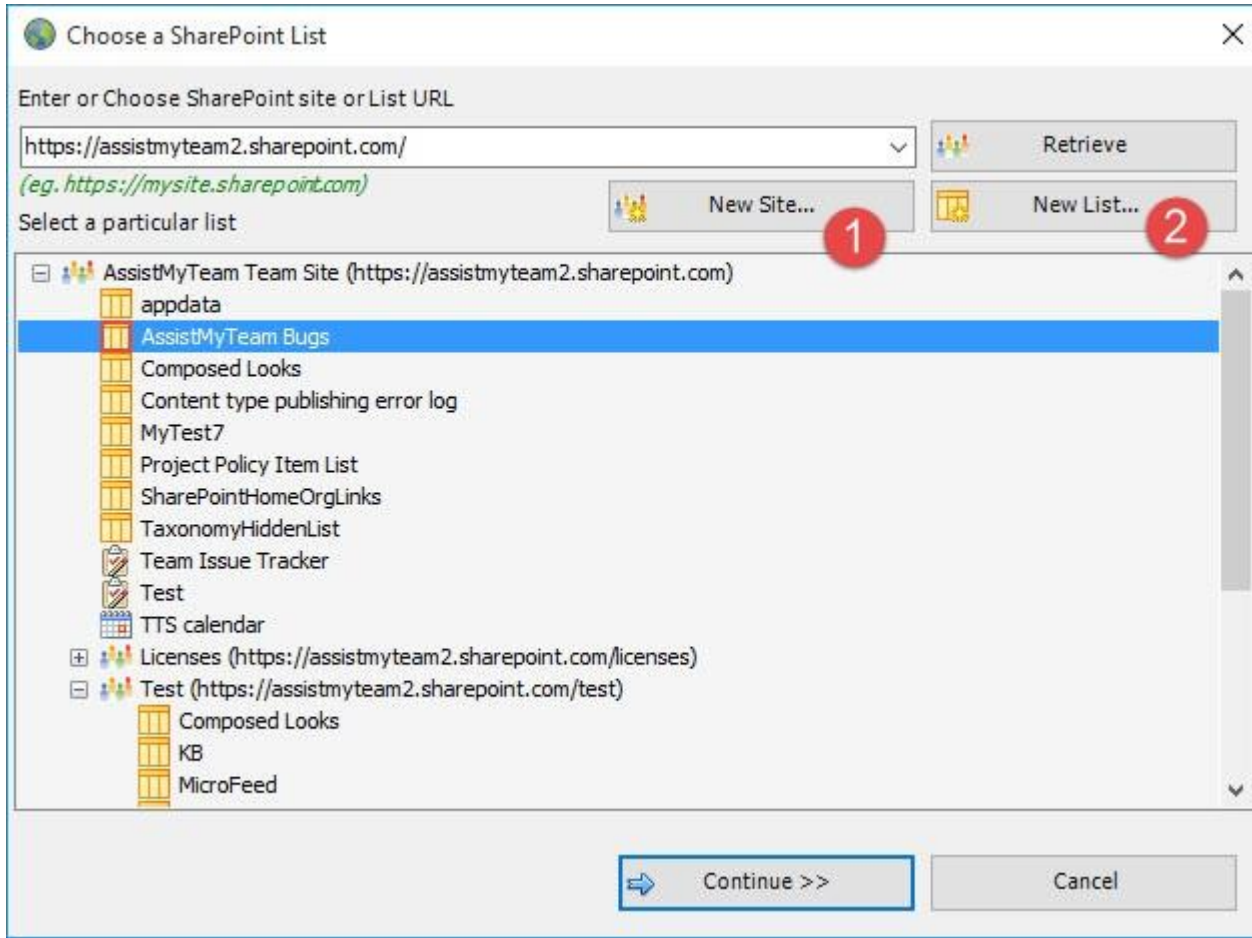 Choose a SharePoint List
Enter or Choose SharePoint site or List URL
https://assistmyteam2.sharepoint.com/
Retrieve
(eg. https://mysite.sharepoint.com)
New Site...
New List...
1
2
Select a particular list
AssistMyTeam Team Site (https://assistmyteam2.sharepoint.com)
appdata
AssistMyTeam Bugs
Composed Looks
Content type publishing error log
MyTest7
Project Policy Item List
SharePointHomeOrgLinks
TaxonomyHiddenList
Team Issue Tracker
Test
TTS calendar
Licenses (https://assistmyteam2.sharepoint.com/licenses)
Test (https://assistmyteam2.sharepoint.com/test)
Composed Looks
KB
MicroFeed
Continue >>
Cancel